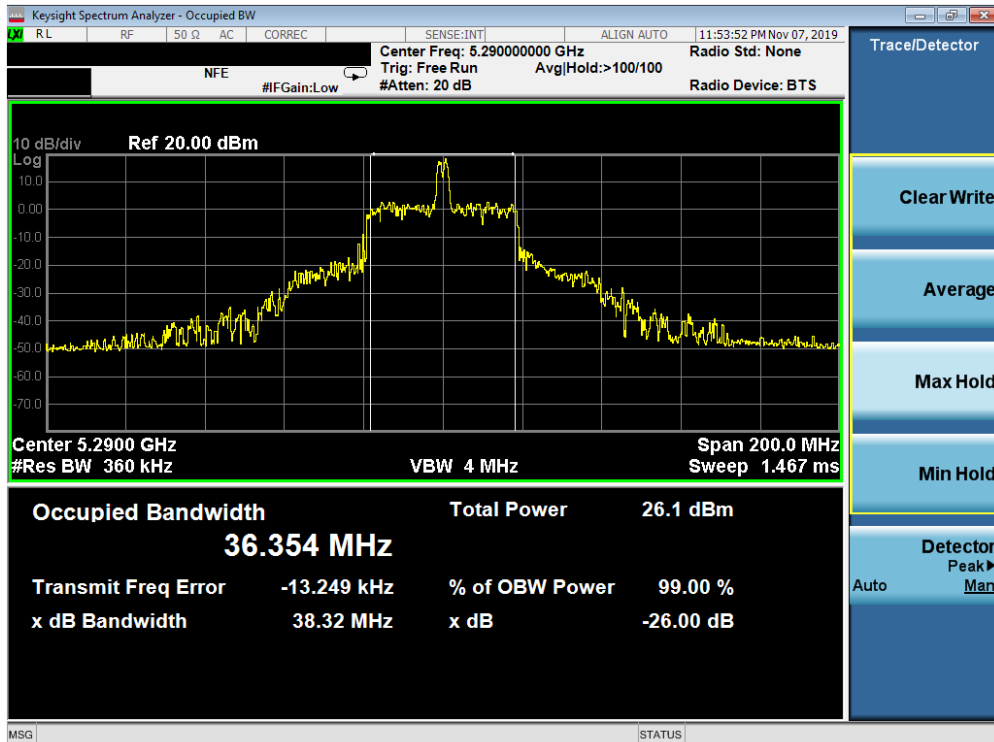 Keysight Spectrum Analyzer - Occupied BW
LXI RL RF 50 Ω AC CORREC SENSE:INT ALIGN AUTO 11:53:52 PM Nov 07, 2019
Center Freq: 5.290000000 GHz Radio Std: None
NFE Trig: Free Run Avg|Hold:>100/100
#IFGain:Low #Atten: 20 dB Radio Device: BTS
Trace/Detector
10 dB/div Ref 20.00 dBm
Log
10.0
0.00
-10.0
-20.0
-30.0
-40.0
-50.0
-60.0
-70.0
Center 5.2900 GHz Span 200.0 MHz
#Res BW 360 kHz VBW 4 MHz Sweep 1.467 ms
Occupied Bandwidth Total Power 26.1 dBm
36.354 MHz
Transmit Freq Error -13.249 kHz % of OBW Power 99.00 %
x dB Bandwidth 38.32 MHz x dB -26.00 dB
Clear Write
Average
Max Hold
Min Hold
Detector
Peak▶
Auto Man
MSG STATUS